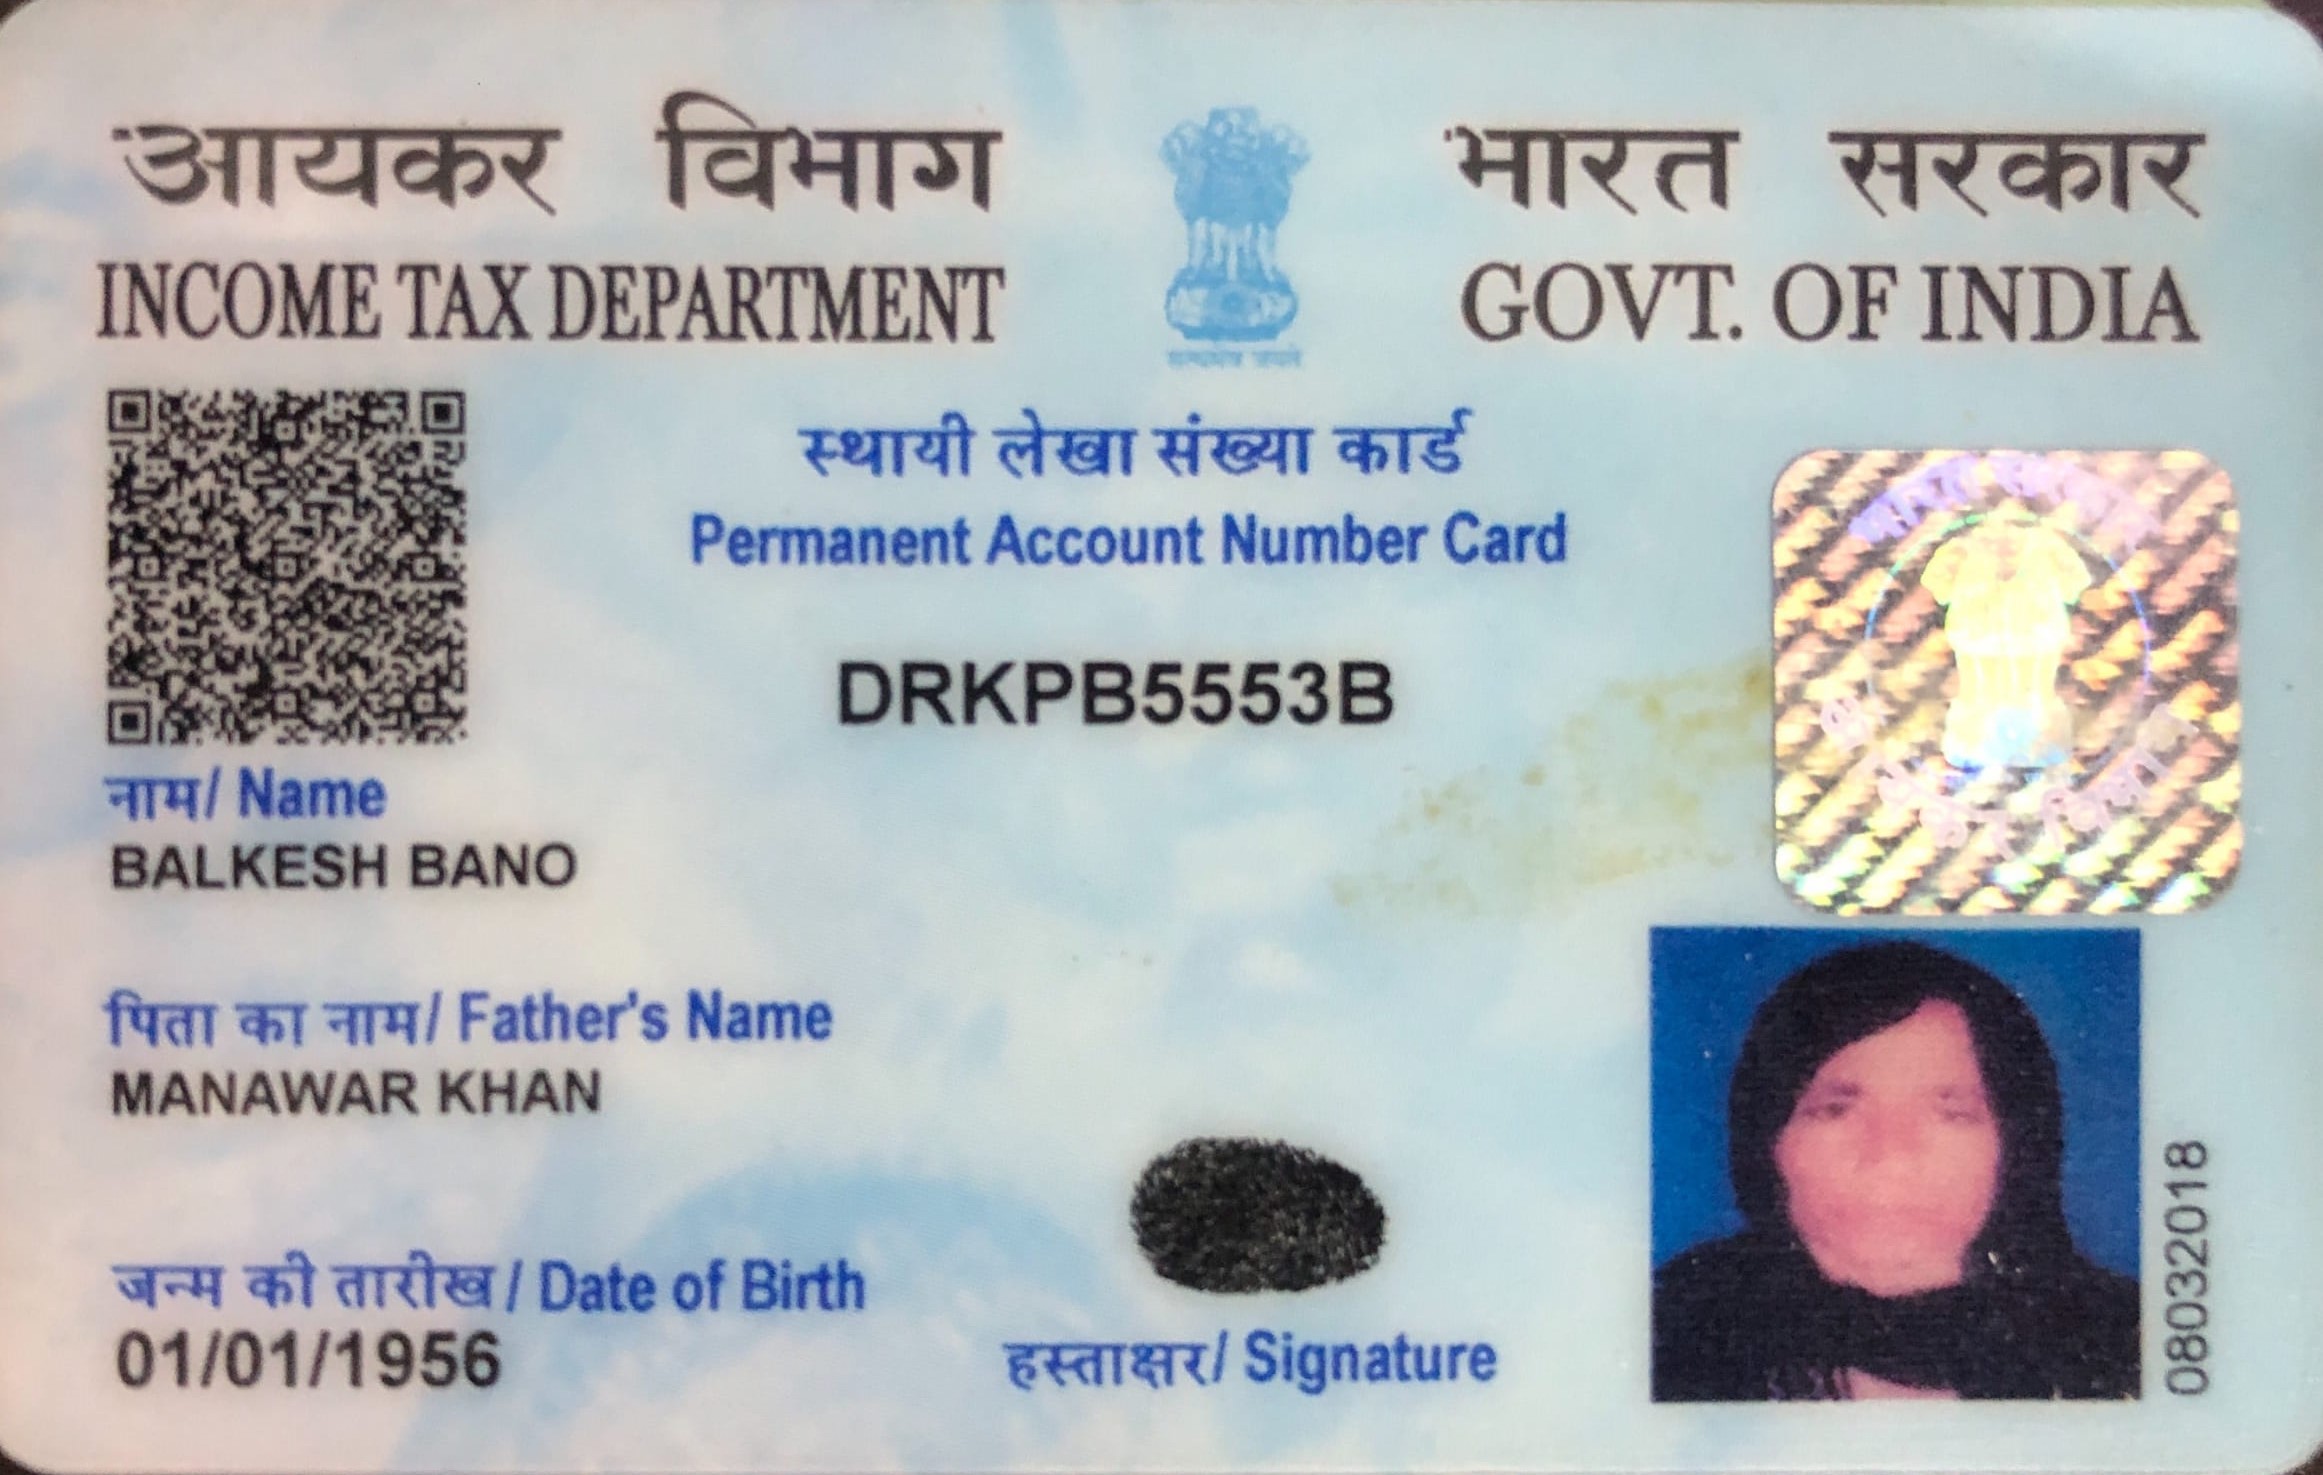 आयकर विभाग
INCOME TAX DEPARTMENT
भारत सरकार
GOVT. OF INDIA
सत्यमेव जयते
स्थायी लेखा संख्या कार्ड
Permanent Account Number Card
DRKPB5553B
नाम/ Name
BALKESH BANO
पिता का नाम/ Father's Name
MANAWAR KHAN
जन्म की तारीख/ Date of Birth
01/01/1956
हस्ताक्षर/ Signature
08032018